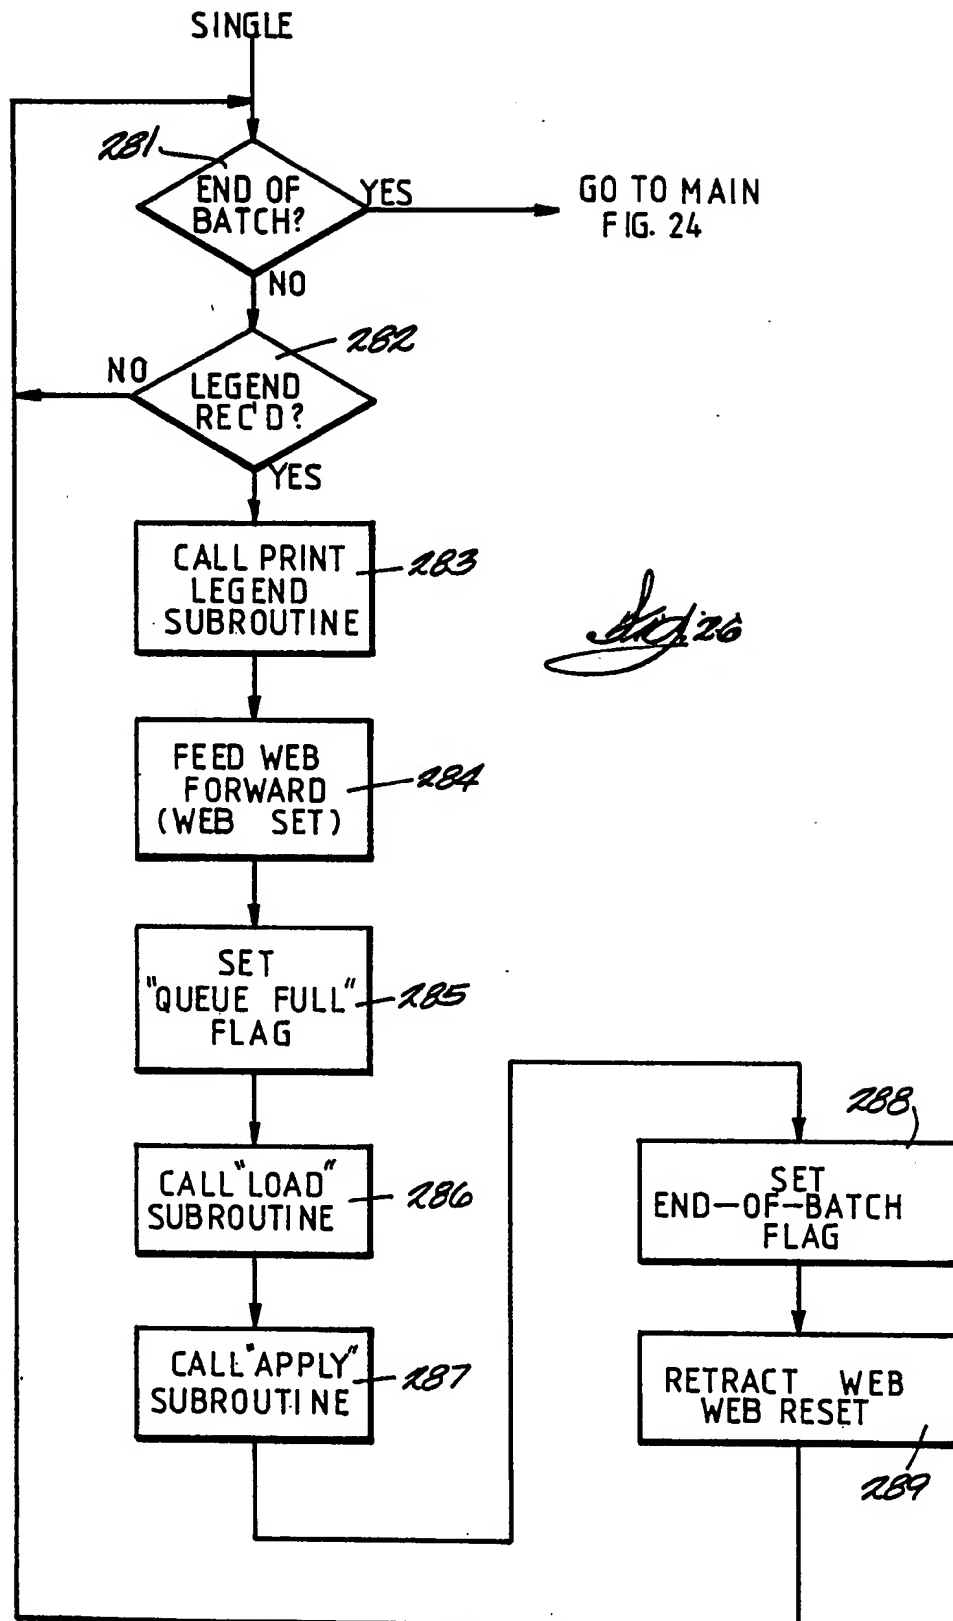 SINGLE
281
END OF
BATCH?
YES
GO TO MAIN
FIG. 24
NO
282
NO
LEGEND
REC'D?
YES
CALL PRINT
LEGEND
SUBROUTINE
283
Fig. 26
FEED WEB
FORWARD
(WEB SET)
284
SET
"QUEUE FULL"
FLAG
285
CALL "LOAD"
SUBROUTINE
286
CALL "APPLY"
SUBROUTINE
287
288
SET
END-OF-BATCH
FLAG
RETRACT WEB
WEB RESET
289